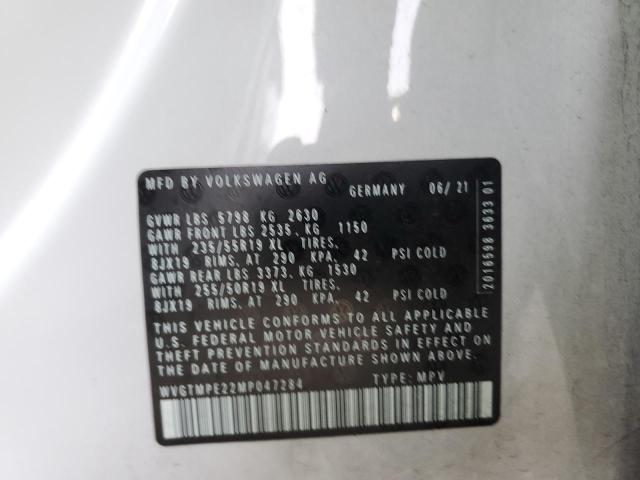 MFD BY VOLKSWAGEN AG
GERMANY 06/21
GVWR LBS 5798 KG 2630
GAWR FRONT LBS 2535. KG 1150
WITH 235/55R19 XL TIRES.
8JX19 RIMS. AT 290 KPA. 42 PSI COLD
GAWR REAR LBS 3373. KG 1530
WITH 255/50R19 XL TIRES.
8JX19 RIMS. AT 290 KPA. 42 PSI COLD
THIS VEHICLE CONFORMS TO ALL APPLICABLE
U.S. FEDERAL MOTOR VEHICLE SAFETY AND
THEFT PREVENTION STANDARDS IN EFFECT ON
THE DATE OF MANUFACTURE SHOWN ABOVE.
WVGTMPE22MP047284 TYPE: MPV
2016598 3633 01